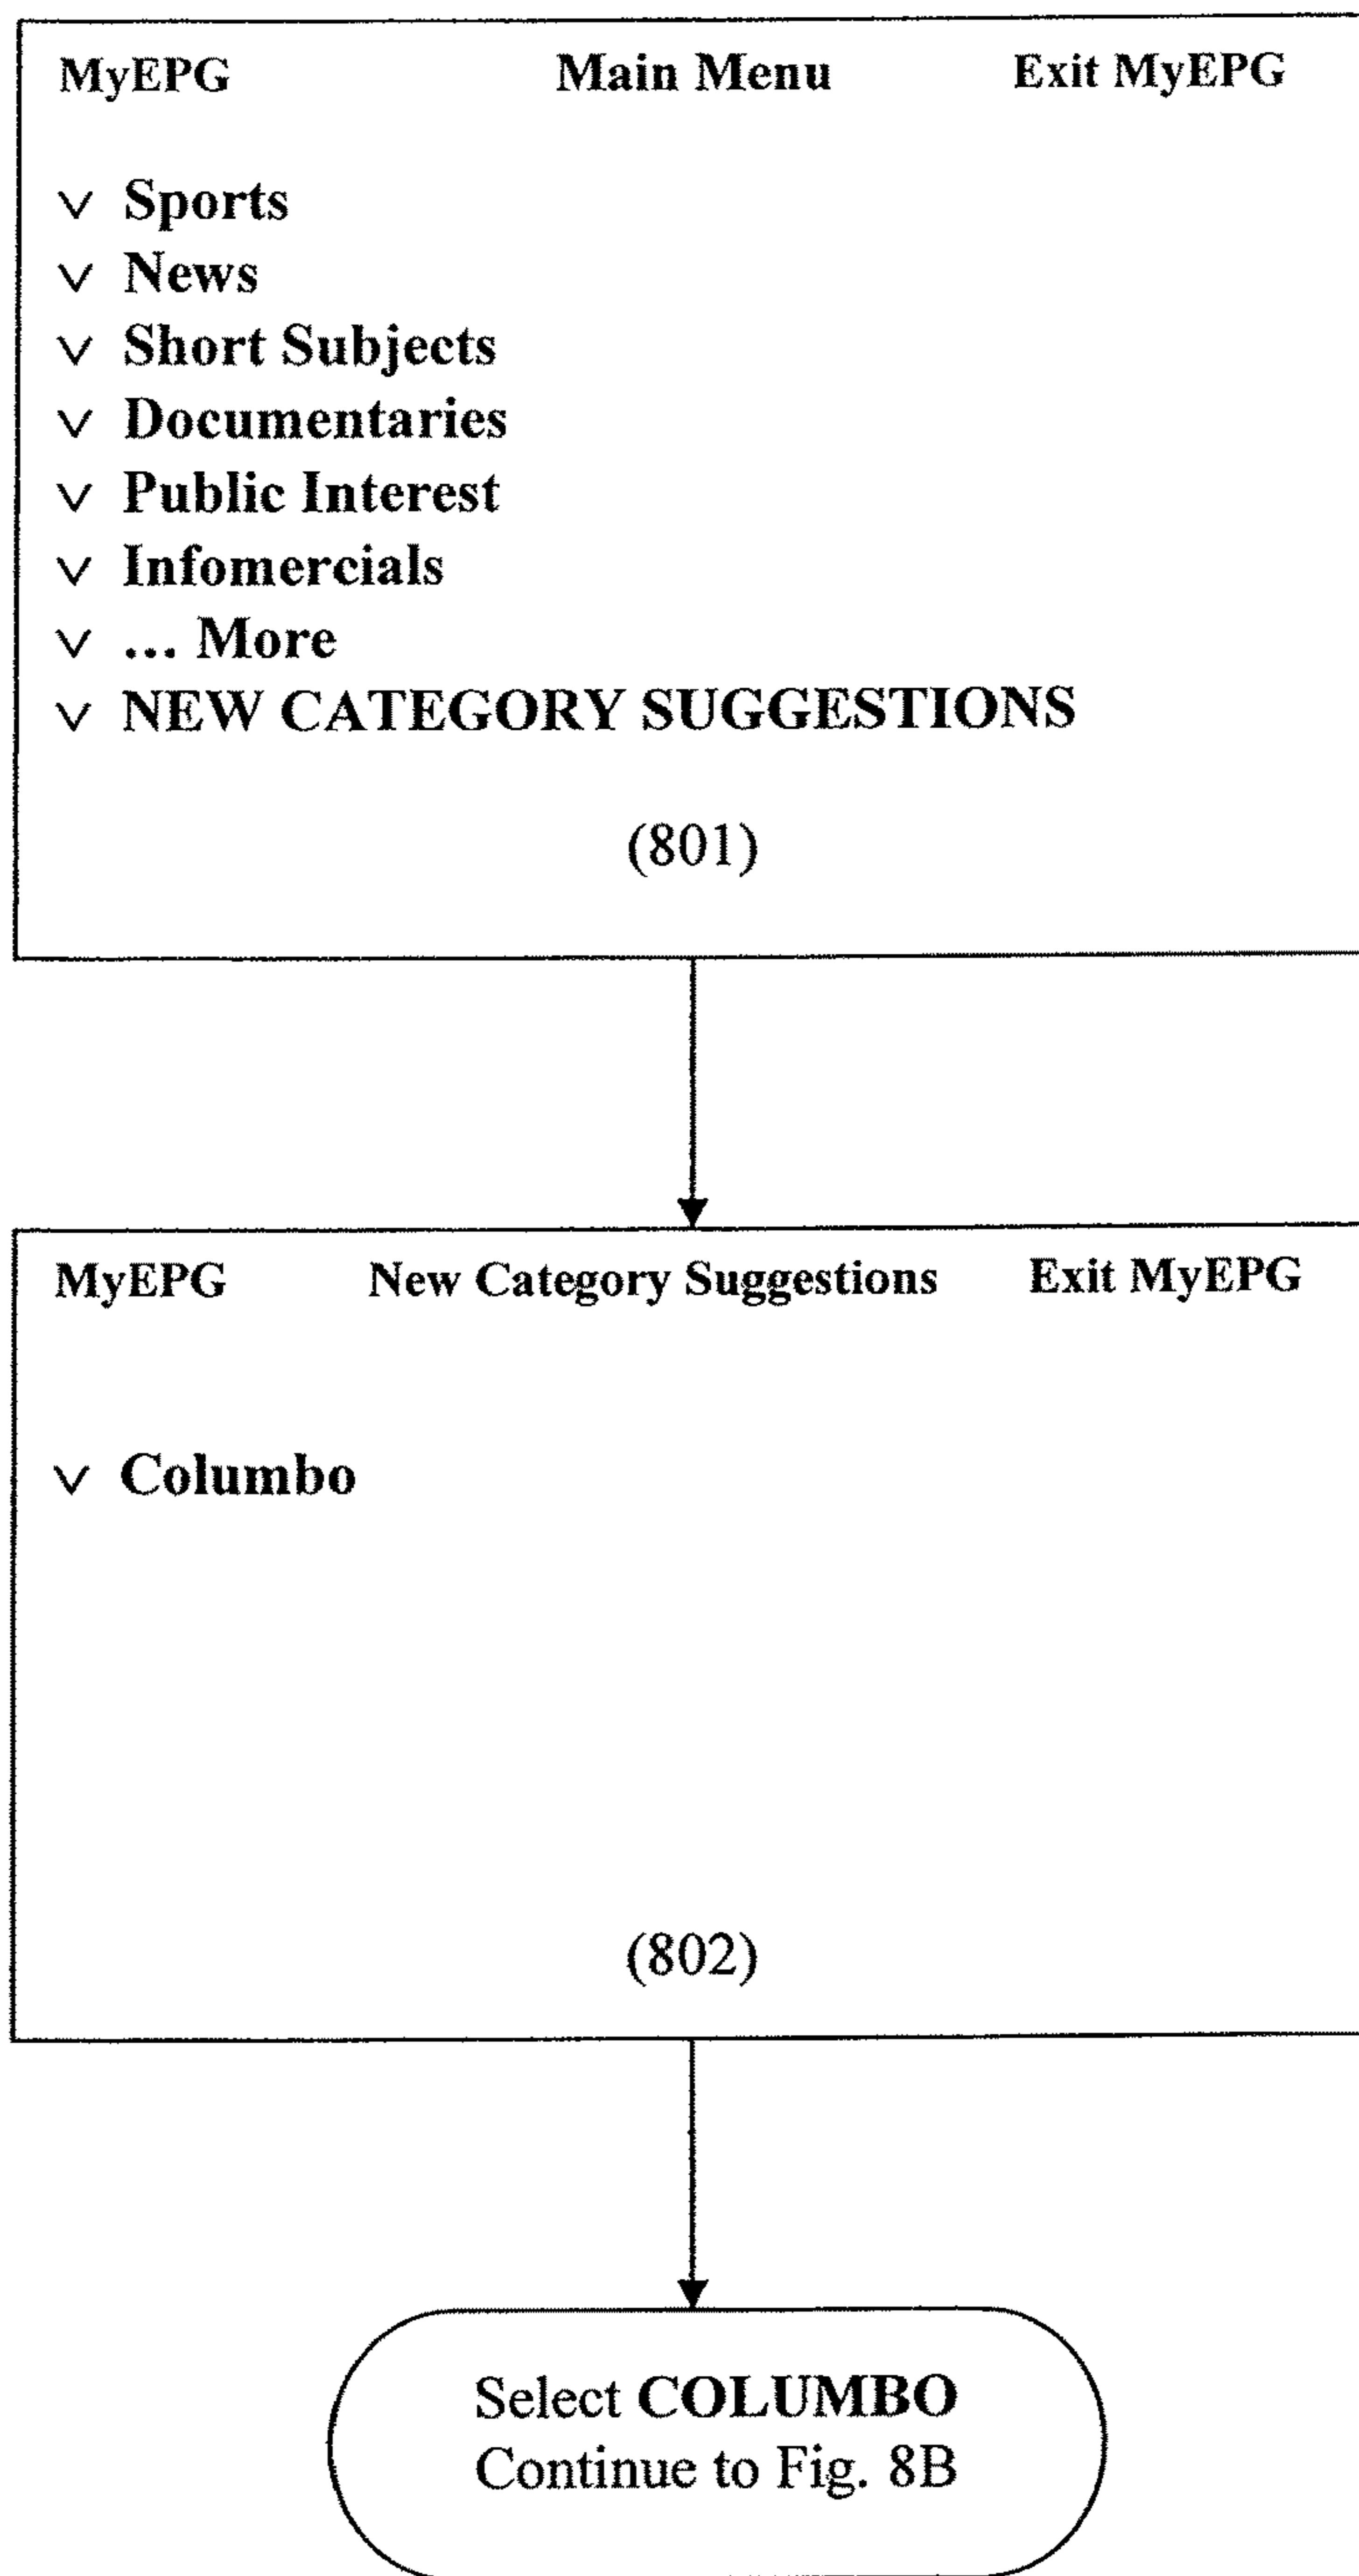 MyEPG Main Menu Exit MyEPG
v Sports
v News
v Short Subjects
v Documentaries
v Public Interest
v Infomercials
v ... More
v NEW CATEGORY SUGGESTIONS
(801)
MyEPG New Category Suggestions Exit MyEPG
v Columbo
(802)
Select COLUMBO
Continue to Fig. 8B